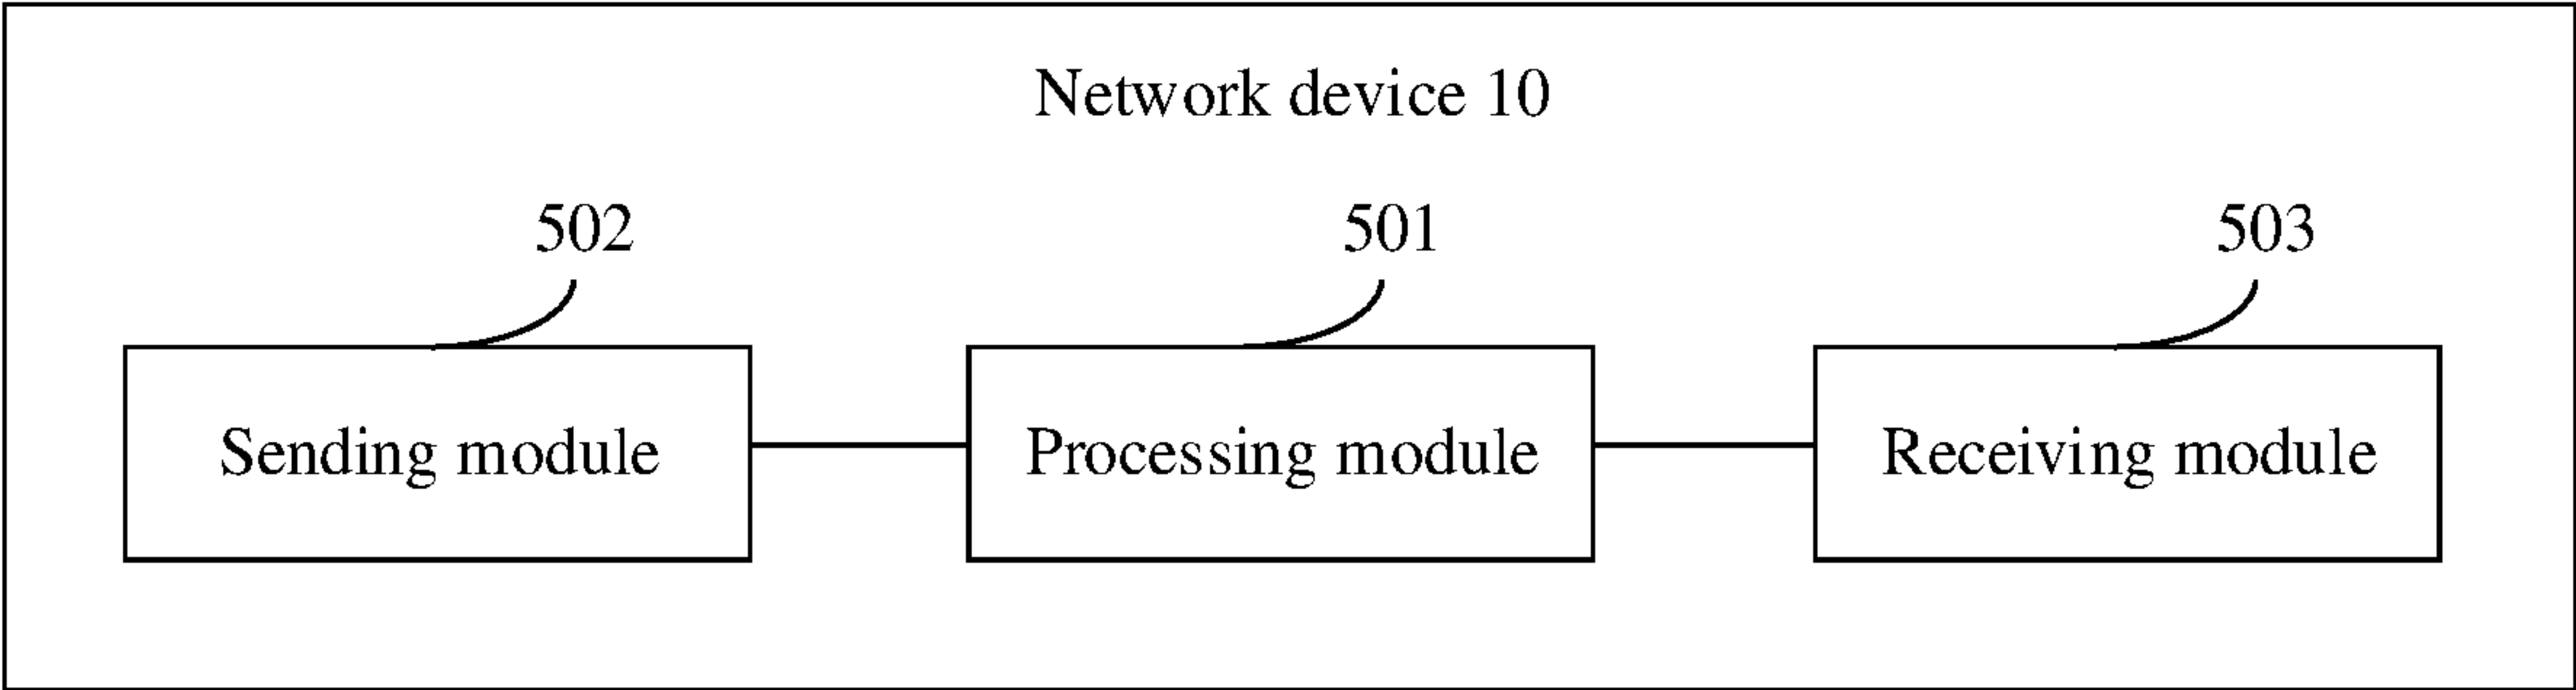 Network device 10
502
501
503
Sending module
Processing module
Receiving module